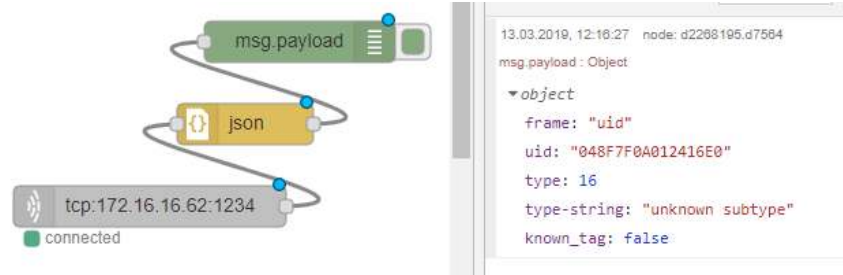 msg.payload
json
tcp:172.16.16.62:1234
connected
13.03.2019, 12:16:27 node: d2268195.d7564
msg.payload : Object
object
frame: "uid"
uid: "048F7F0A012416E0"
type: 16
type-string: "unknown subtype"
known_tag: false